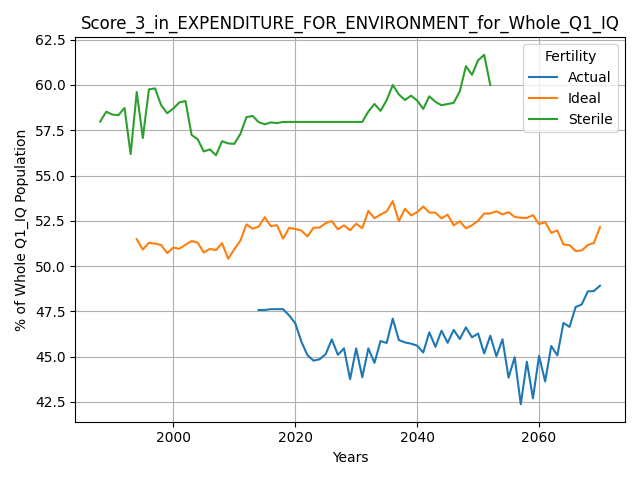 Score_3_in_EXPENDITURE_FOR_ENVIRONMENT_for_Whole_Q1_IQ
62.5
60.0
57.5
55.0
52.5
50.0
47.5
45.0
42.5
% of Whole Q1_IQ Population
Fertility
Actual
Ideal
Sterile
2000
2020
2040
2060
Years